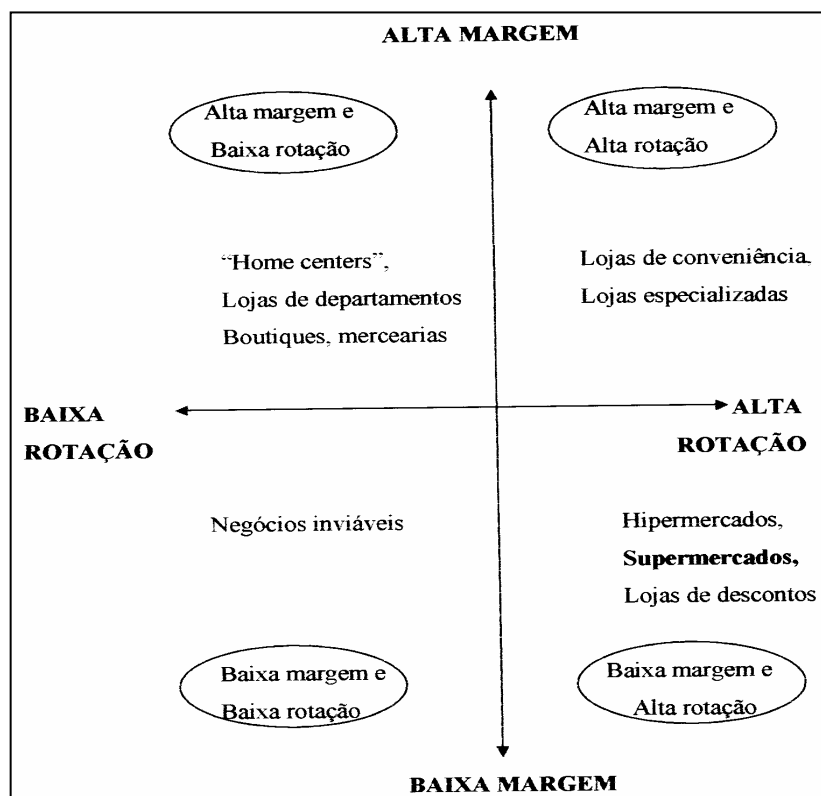 ALTA MARGEM
Alta margem e
Baixa rotação
Alta margem e
Alta rotação
“Home centers”,
Lojas de departamentos
Boutiques, mercearias
Lojas de conveniência,
Lojas especializadas
BAIXA
ROTAÇÃO
ALTA
ROTAÇÃO
Negócios inviáveis
Hipermercados,
Supermercados,
Lojas de descontos
Baixa margem e
Baixa rotação
Baixa margem e
Alta rotação
BAIXA MARGEM